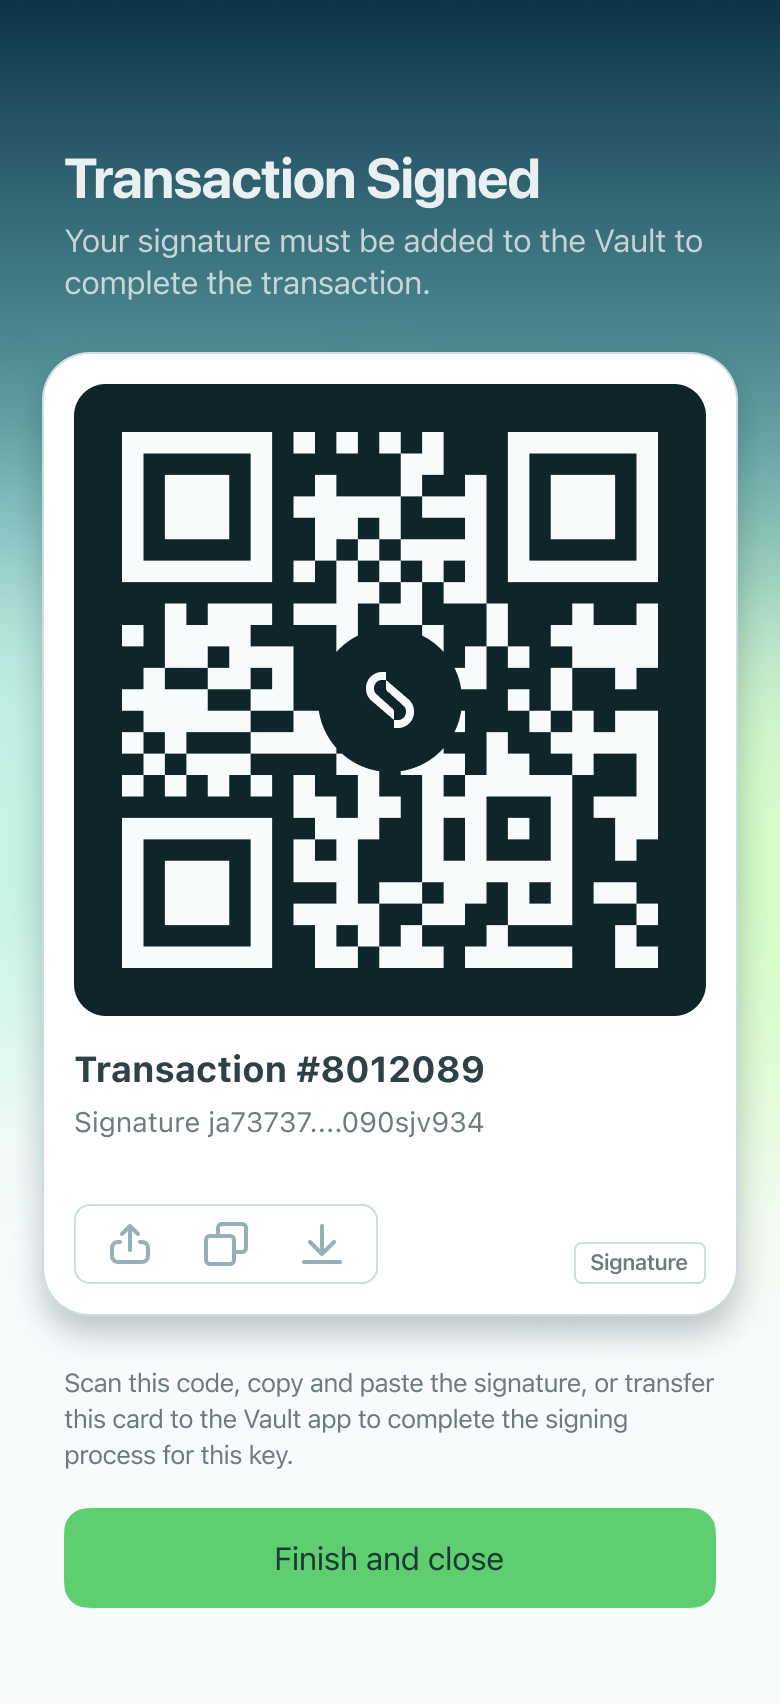 Transaction Signed
Your signature must be added to the Vault to
complete the transaction.
Transaction #8012089
Signature ja73737....090sjv934
Signature
Scan this code, copy and paste the signature, or transfer
this card to the Vault app to complete the signing
process for this key.
Finish and close